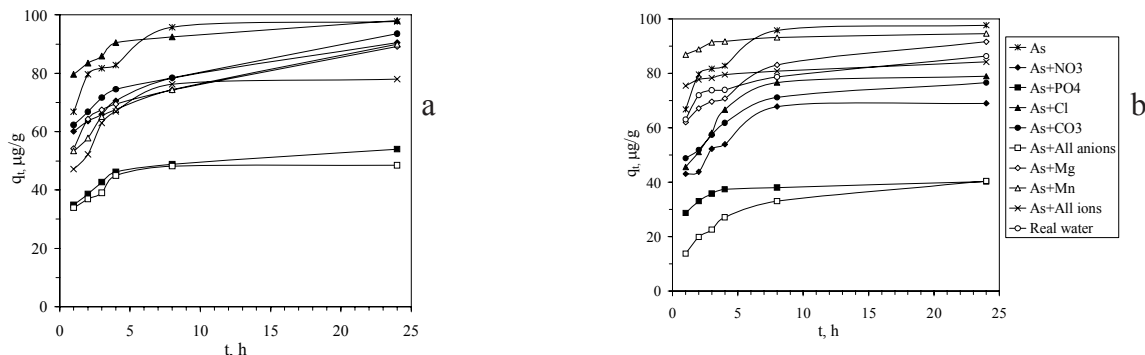 100
80
60
40
20
0
0 5 10 15 20 25
qt, µg/g
t, h
a
100
80
60
40
20
0
0 5 10 15 20 25
qt, µg/g
t, h
b
As
As+NO3
As+PO4
As+Cl
As+CO3
As+All anions
As+Mg
As+Mn
As+All ions
Real water